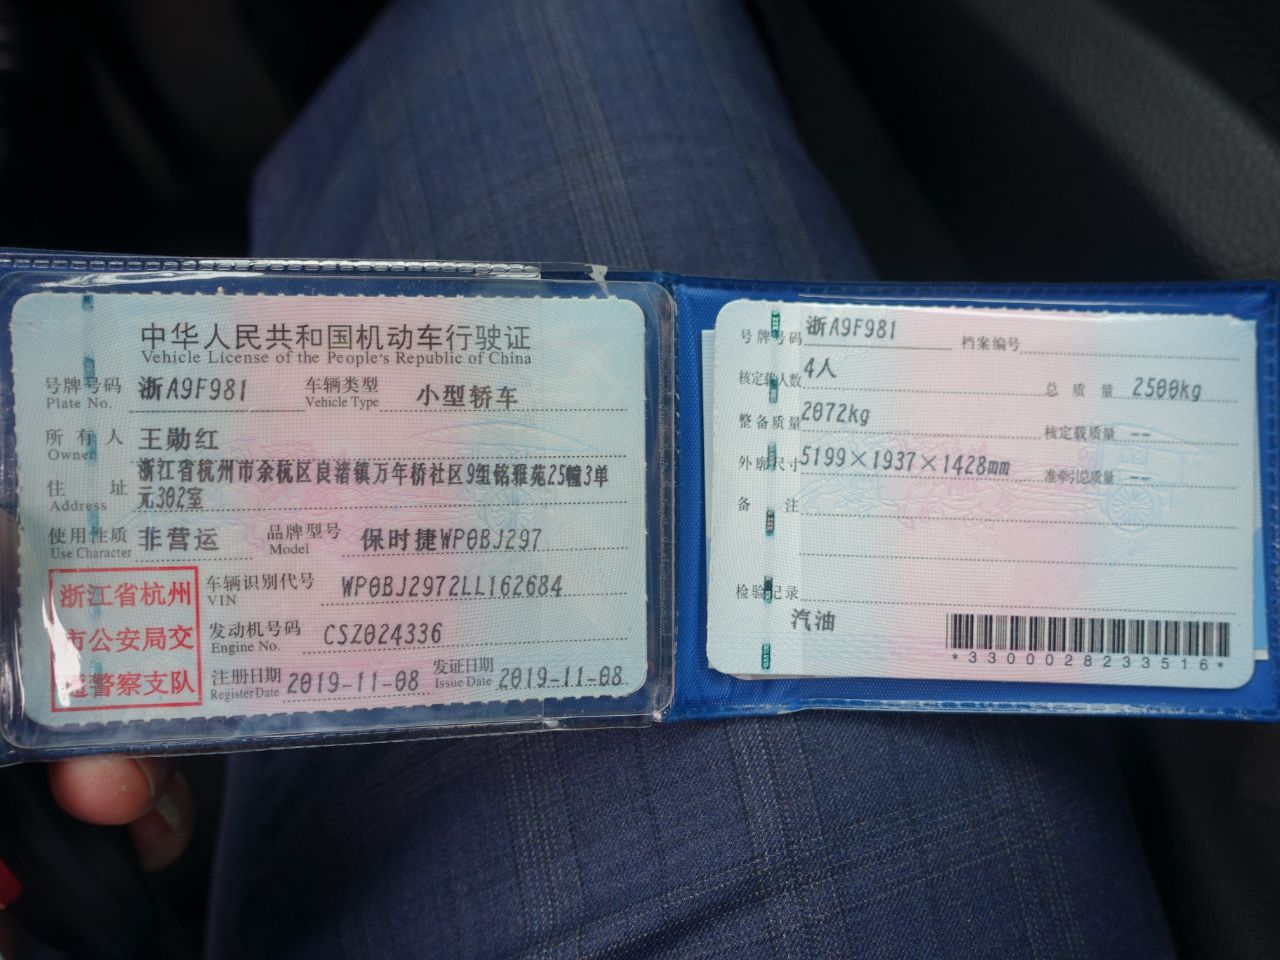 中华人民共和国机动车行驶证
Vehicle License of the People's Republic of China
号牌号码 浙A9F981 车辆类型 小型轿车
Plate No. Vehicle Type
所有人 王勋红
Owner
住址 浙江省杭州市余杭区良渚镇万年桥社区9组铭雅苑25幢3单
元302室
Address
使用性质 非营运 品牌型号 保时捷WP0BJ297
Use Character Model
浙江省杭州
市公安局交
通警察支队
车辆识别代号 WP0BJ2972LL162684
VIN
发动机号码 CSZ024336
Engine No.
注册日期 2019-11-08 发证日期 2019-11-08
Register Date Issue Date
号牌号码 浙A9F981 档案编号
核定载人数 4人 总质量 2500kg
整备质量 2072kg 核定载质量 --
外廓尺寸 5199×1937×1428mm 准牵引总质量 --
备注
检验记录
汽油
*3300028233516*